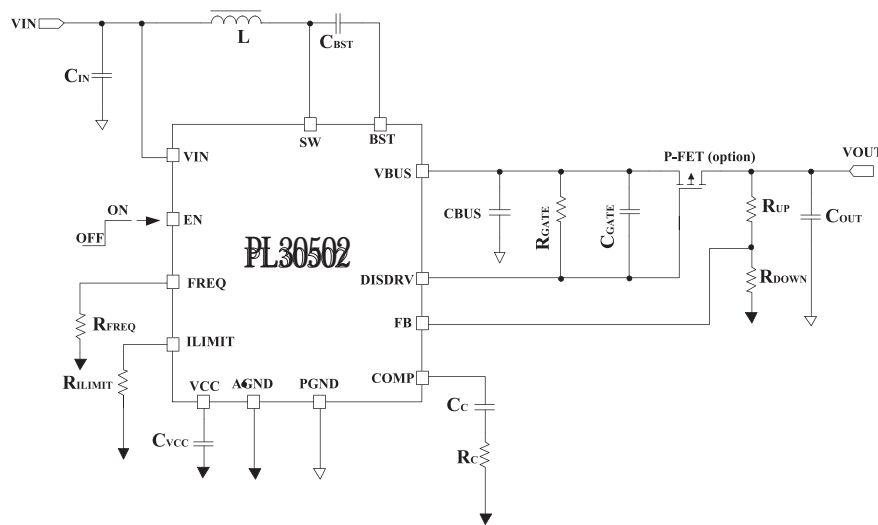 VIN
L
CBST
CIN
SW
BST
VIN
VBUS
P-FET (option)
VOUT
EN
ON
OFF
CBUS
RGATE
CGATE
RUP
COUT
PL30502
FREQ
DISDRV
RDOWN
RFREQ
FB
ILIMIT
RILIMIT
COMP
VCC
AGND
PGND
CC
CVCC
RC